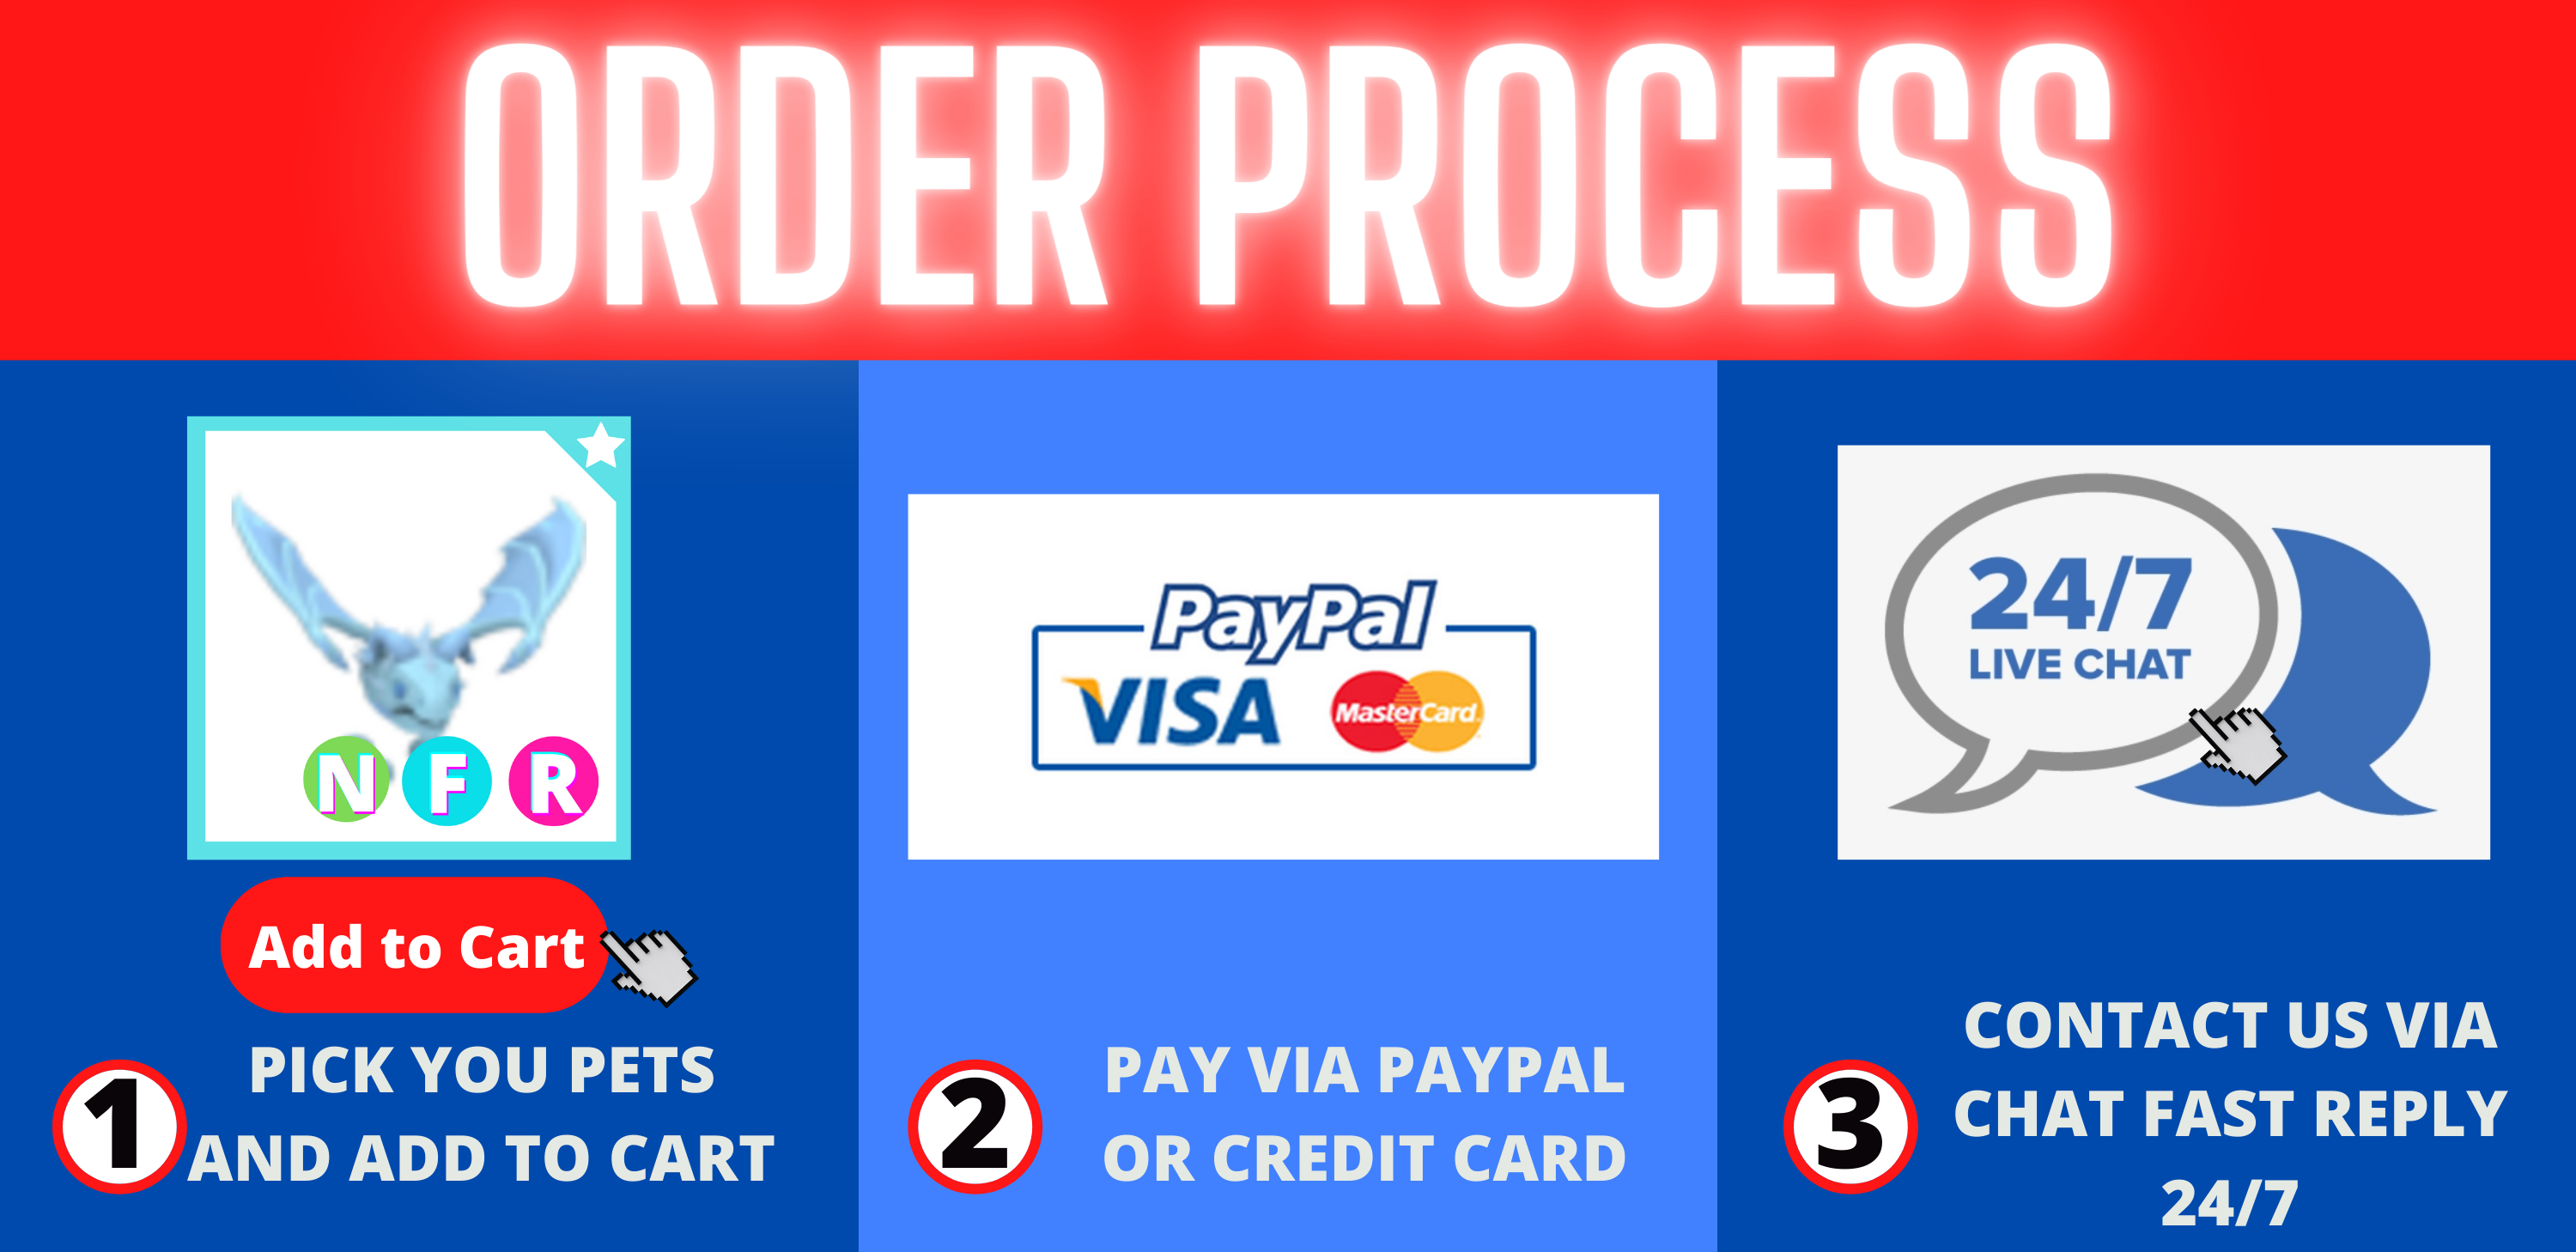 ORDER PROCESS
N F R
Add to Cart
1
PICK YOU PETS
AND ADD TO CART
PayPal
VISA MasterCard
2
PAY VIA PAYPAL
OR CREDIT CARD
24/7
LIVE CHAT
3
CONTACT US VIA
CHAT FAST REPLY
24/7